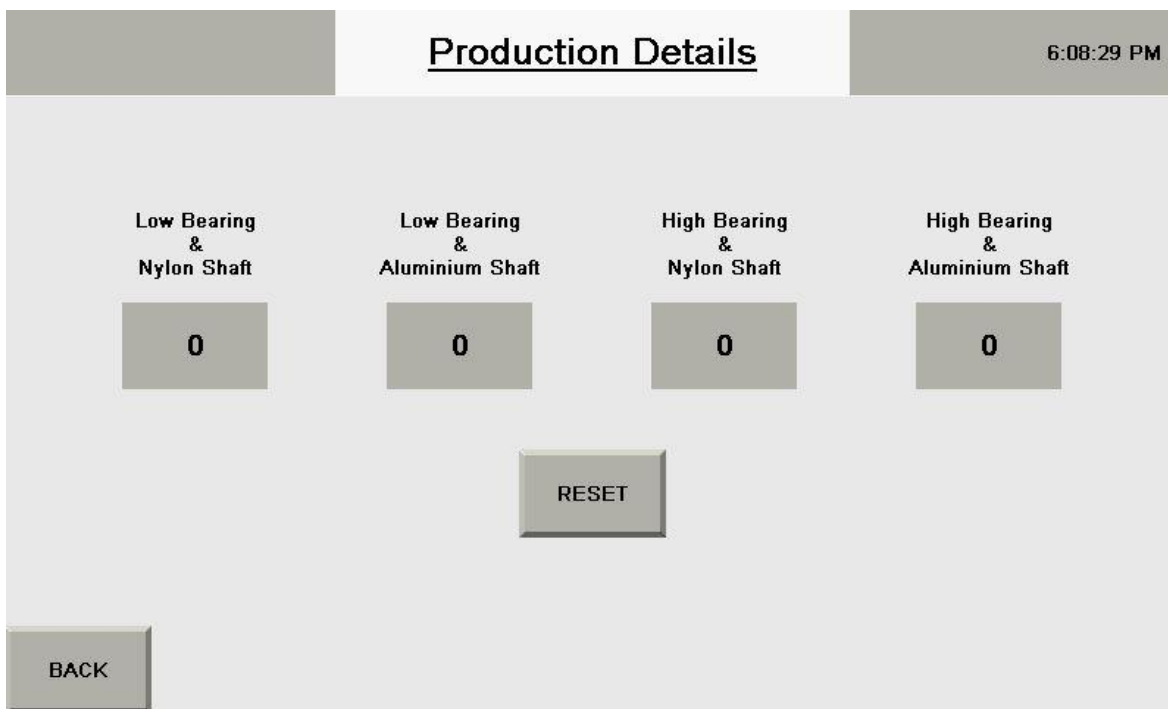 Production Details
6:08:29 PM
Low Bearing
&
Nylon Shaft
Low Bearing
&
Aluminium Shaft
High Bearing
&
Nylon Shaft
High Bearing
&
Aluminium Shaft
0
0
0
0
RESET
BACK